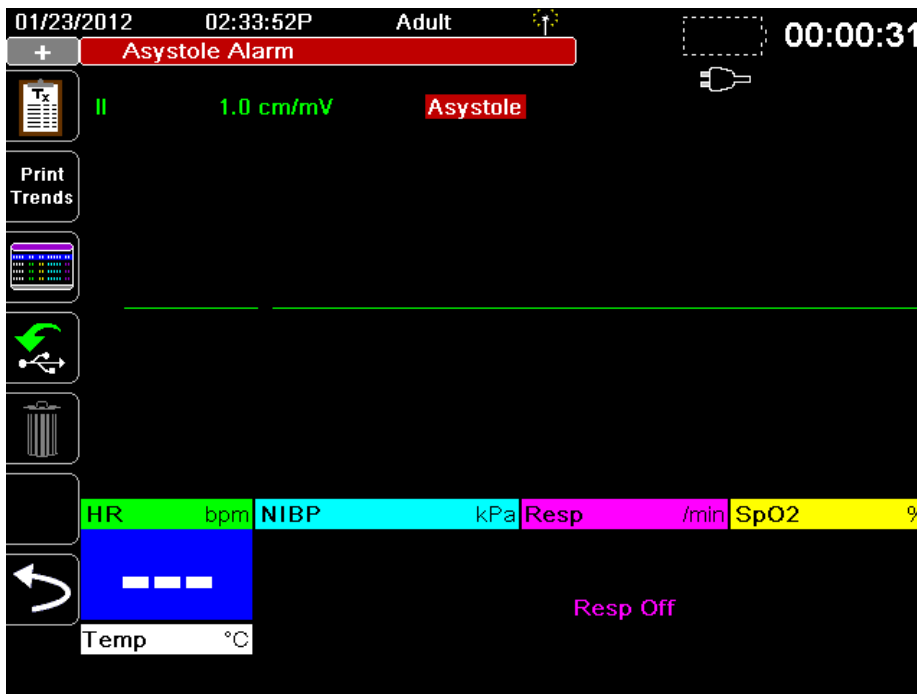 01/23/2012 02:33:52P Adult 00:00:31
+ Asystole Alarm
Tx
II 1.0 cm/mV Asystole
Print
Trends
HR bpm NIBP kPa Resp /min SpO2 %
---
Resp Off
Temp °C